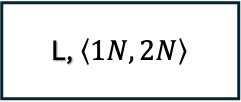 L, ⟨1N, 2N⟩